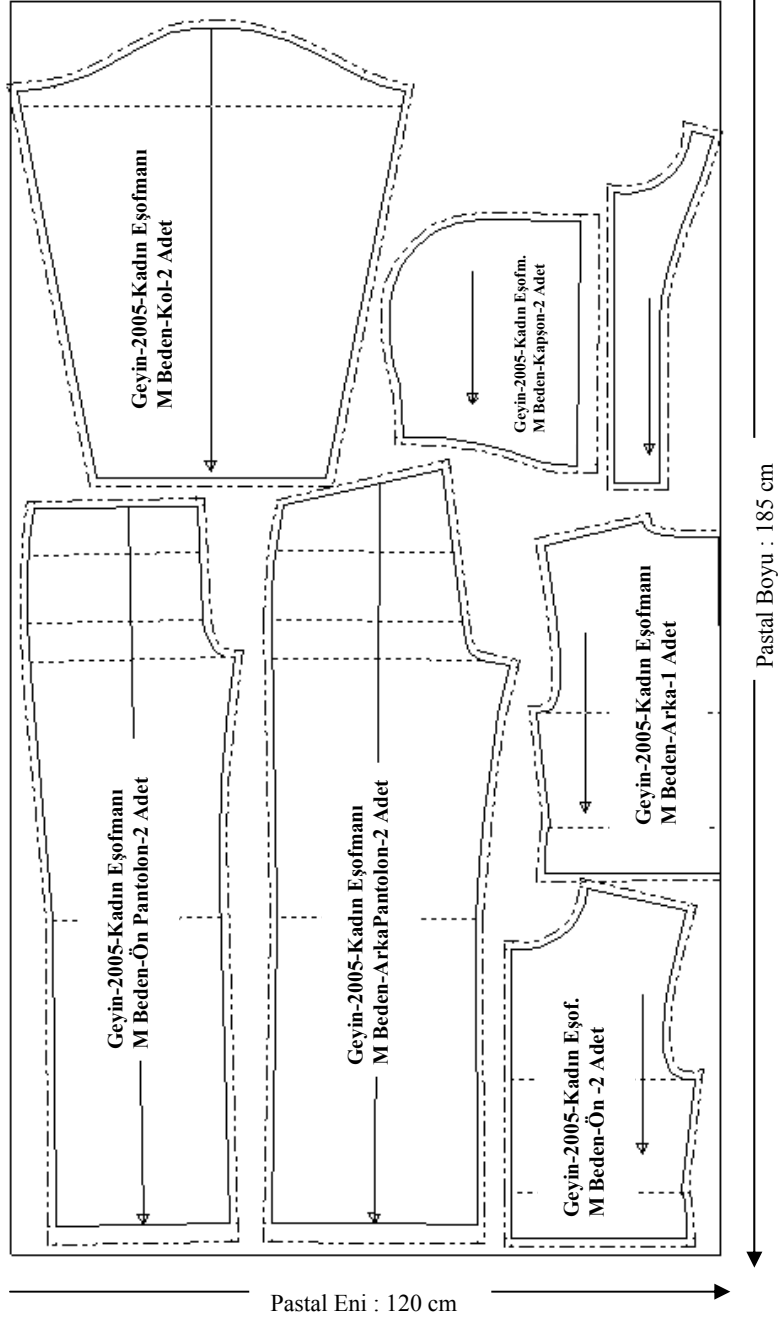 Geyin-2005-Kadın Eşofmanı
M Beden-Kol-2 Adet
Geyin-2005-Kadın Eşofm.
M Beden-Kapşon-2 Adet
Geyin-2005-Kadın Eşofmanı
M Beden-Ön Pantolon-2 Adet
Geyin-2005-Kadın Eşofmanı
M Beden-ArkaPantolon-2 Adet
Geyin-2005-Kadın Eşofmanı
M Beden-Arka-1 Adet
Geyin-2005-Kadın Eşof.
M Beden-Ön -2 Adet
Pastal Boyu : 185 cm
Pastal Eni : 120 cm